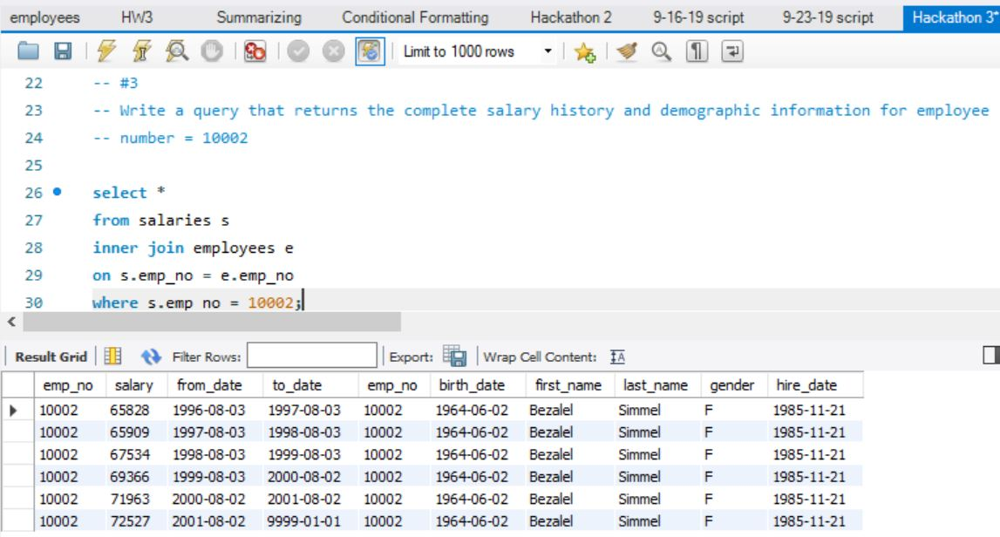 employees HW3 Summarizing Conditional Formatting Hackathon 2 9-16-19 script 9-23-19 script Hackathon 3*
Limit to 1000 rows
22 -- #3
23 -- Write a query that returns the complete salary history and demographic information for employee
24 -- number = 10002
25
26 select *
27 from salaries s
28 inner join employees e
29 on s.emp_no = e.emp_no
30 where s.emp_no = 10002;
Result Grid Filter Rows: Export: Wrap Cell Content:
emp_no salary from_date to_date emp_no birth_date first_name last_name gender hire_date
10002 65828 1996-08-03 1997-08-03 10002 1964-06-02 Bezalel Simmel F 1985-11-21
10002 65909 1997-08-03 1998-08-03 10002 1964-06-02 Bezalel Simmel F 1985-11-21
10002 67534 1998-08-03 1999-08-03 10002 1964-06-02 Bezalel Simmel F 1985-11-21
10002 69366 1999-08-03 2000-08-02 10002 1964-06-02 Bezalel Simmel F 1985-11-21
10002 71963 2000-08-02 2001-08-02 10002 1964-06-02 Bezalel Simmel F 1985-11-21
10002 72527 2001-08-02 9999-01-01 10002 1964-06-02 Bezalel Simmel F 1985-11-21